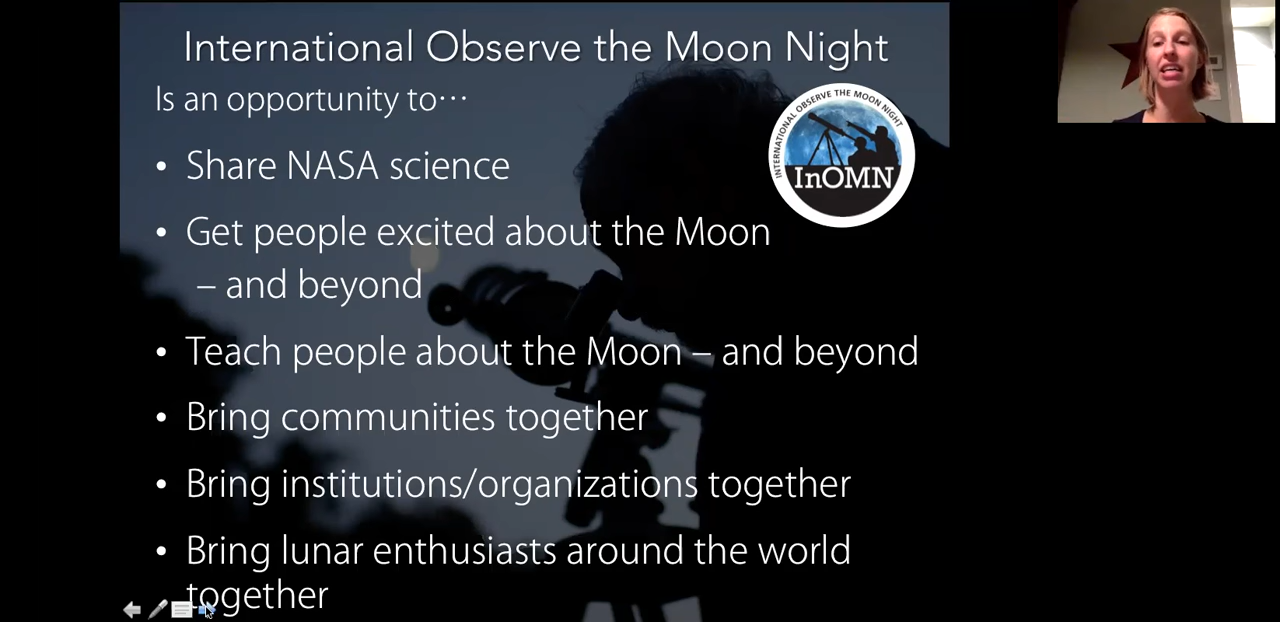 International Observe the Moon Night
Is an opportunity to…
• Share NASA science
• Get people excited about the Moon
– and beyond
• Teach people about the Moon – and beyond
• Bring communities together
• Bring institutions/organizations together
• Bring lunar enthusiasts around the world
together
INTERNATIONAL OBSERVE THE MOON NIGHT
InOMN